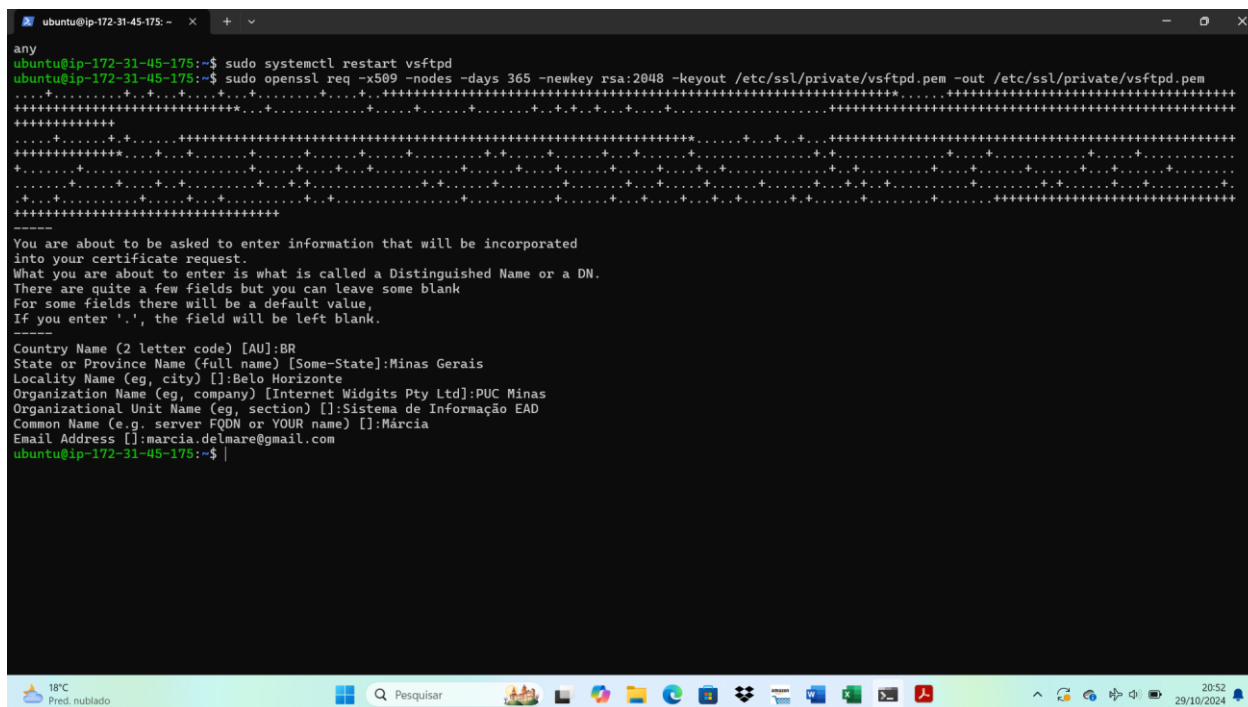 ubuntu@ip-172-31-45-175: ~
any
ubuntu@ip-172-31-45-175:~$ sudo systemctl restart vsftpd
ubuntu@ip-172-31-45-175:~$ sudo openssl req -x509 -nodes -days 365 -newkey rsa:2048 -keyout /etc/ssl/private/vsftpd.pem -out /etc/ssl/private/vsftpd.pem
-----
You are about to be asked to enter information that will be incorporated
into your certificate request.
What you are about to enter is what is called a Distinguished Name or a DN.
There are quite a few fields but you can leave some blank
For some fields there will be a default value,
If you enter '.', the field will be left blank.
-----
Country Name (2 letter code) [AU]:BR
State or Province Name (full name) [Some-State]:Minas Gerais
Locality Name (eg, city) []:Belo Horizonte
Organization Name (eg, company) [Internet Widgits Pty Ltd]:PUC Minas
Organizational Unit Name (eg, section) []:Sistema de Informação EAD
Common Name (e.g. server FQDN or YOUR name) []:Márcia
Email Address []:marcia.delmare@gmail.com
ubuntu@ip-172-31-45-175:~$
18°C
Pred. nublado
Pesquisar
20:52
29/10/2024